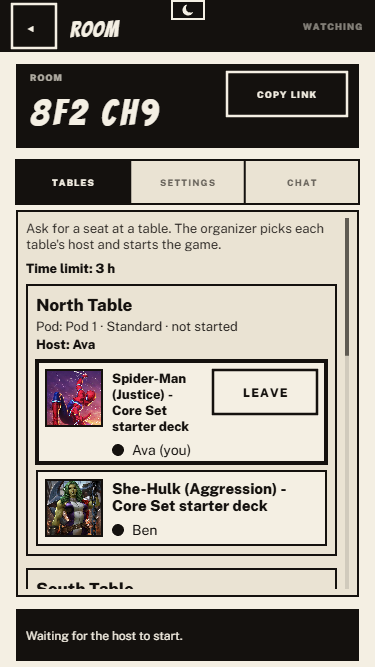 ROOM
WATCHING
ROOM
8F2 CH9
COPY LINK
TABLES
SETTINGS
CHAT
Ask for a seat at a table. The organizer picks each
table's host and starts the game.
Time limit: 3 h
North Table
Pod: Pod 1 · Standard · not started
Host: Ava
Spider-Man
(Justice) -
Core Set
starter deck
LEAVE
Ava (you)
She-Hulk (Aggression) -
Core Set starter deck
Ben
South Table
Waiting for the host to start.